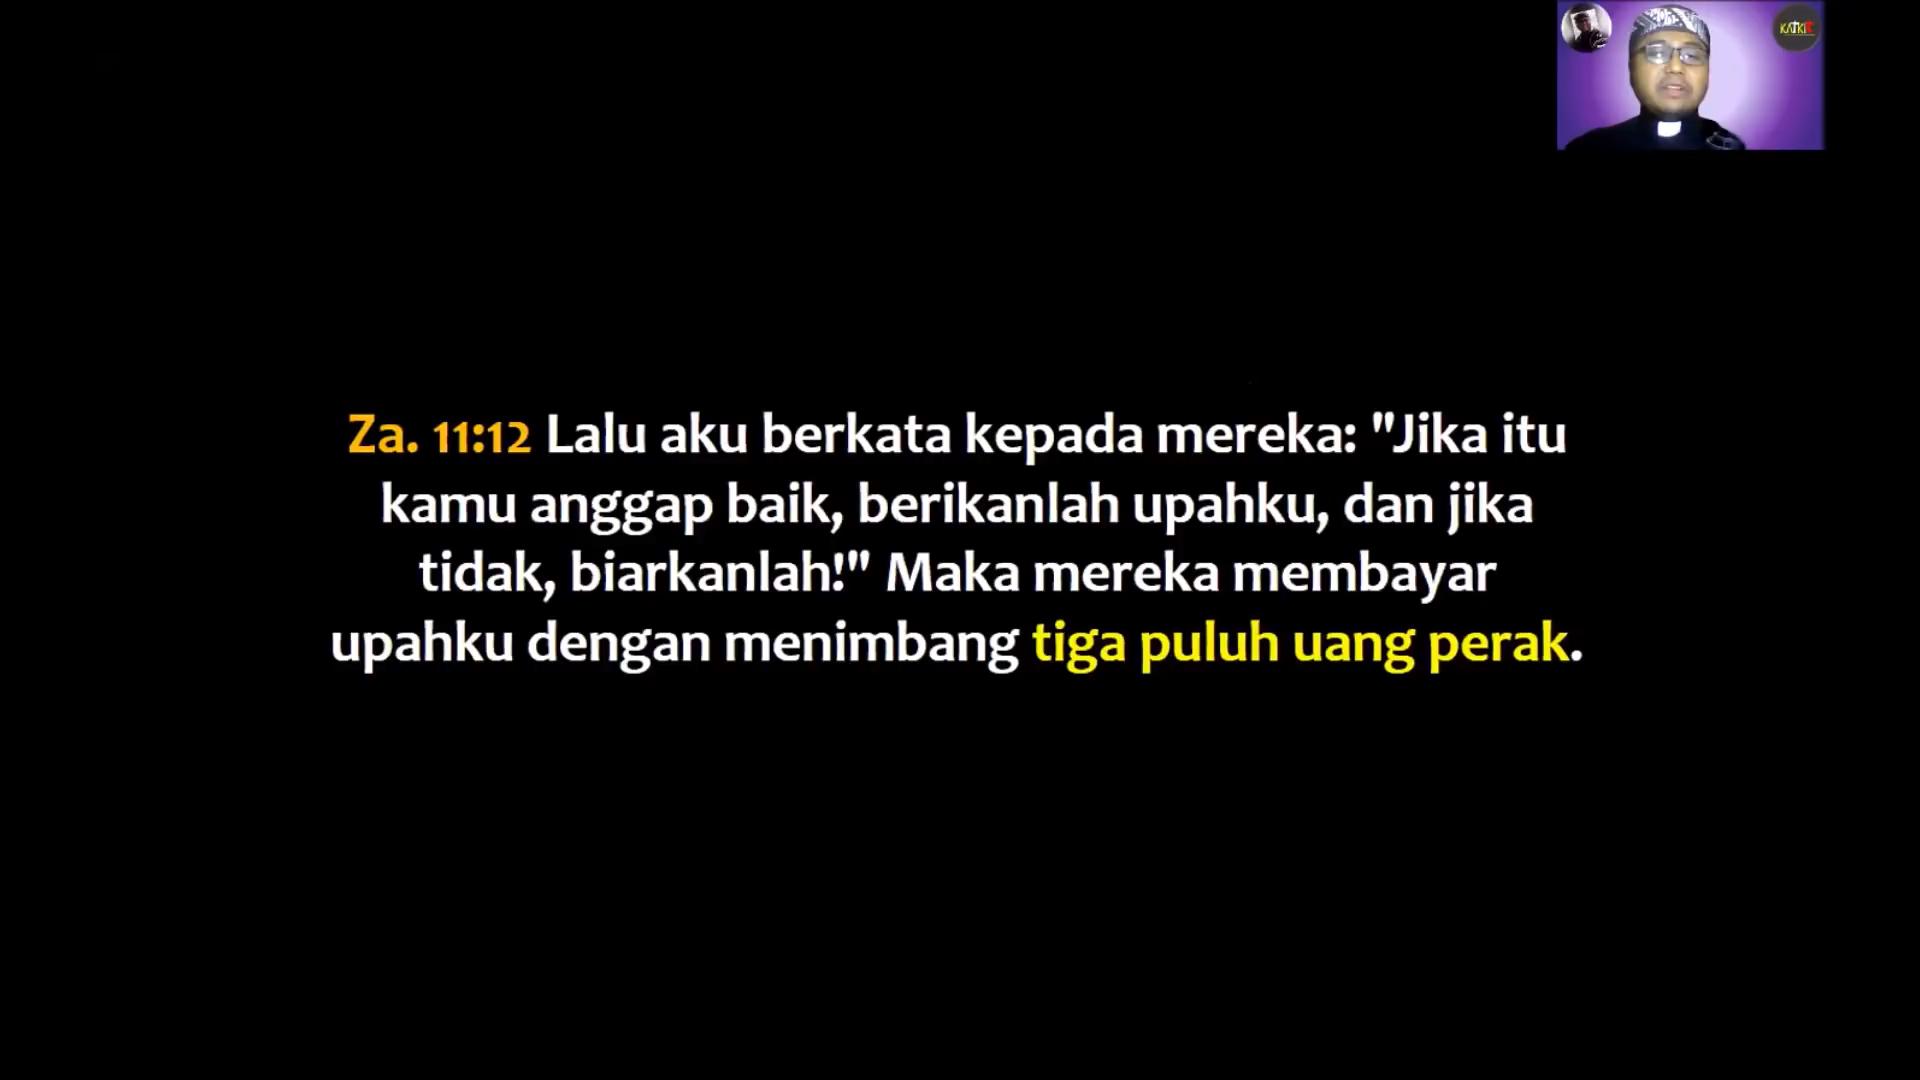 KATKIT
Za. 11:12 Lalu aku berkata kepada mereka: "Jika itu
kamu anggap baik, berikanlah upahku, dan jika
tidak, biarkanlah!" Maka mereka membayar
upahku dengan menimbang tiga puluh uang perak.